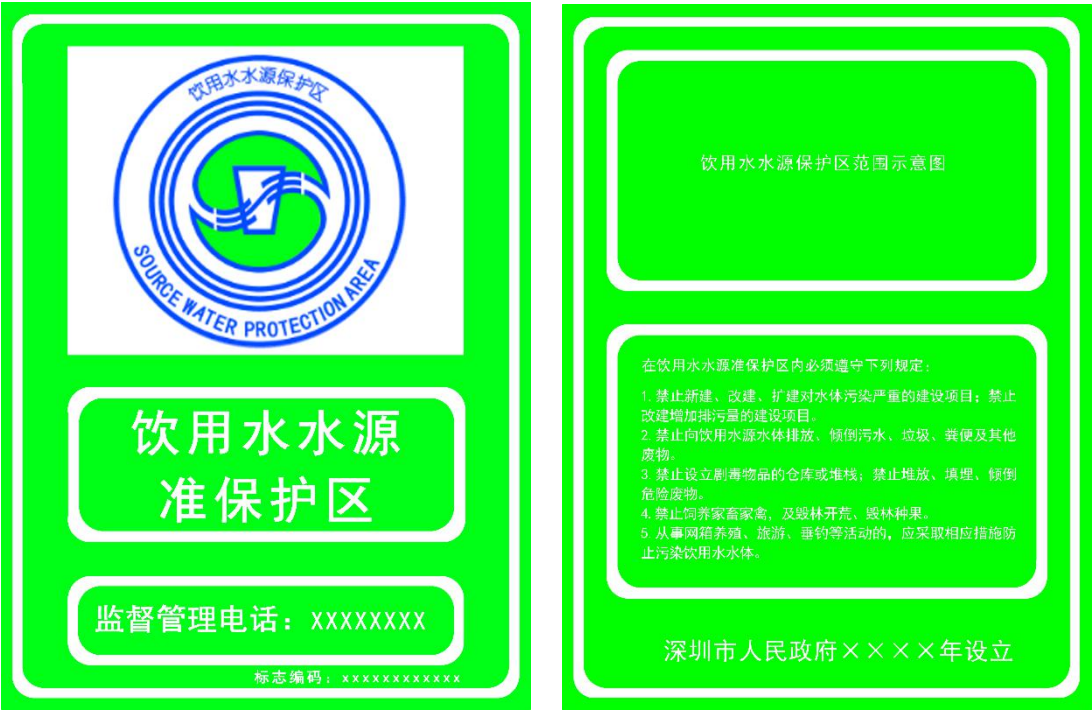 饮用水水源保护区
SOURCE WATER PROTECTION AREA
饮用水水源
准保护区
监督管理电话：XXXXXXXX
标志编码：xxxxxxxxxxxx
饮用水水源保护区范围示意图
在饮用水水源准保护区内必须遵守下列规定：
1. 禁止新建、改建、扩建对水体污染严重的建设项目；禁止
改建增加排污量的建设项目。
2. 禁止向饮用水源水体排放、倾倒污水、垃圾、粪便及其他
废物。
3. 禁止设立剧毒物品的仓库或堆栈；禁止堆放、填埋、倾倒
危险废物。
4. 禁止饲养家畜家禽，及毁林开荒、毁林种果。
5. 从事网箱养殖、旅游、垂钓等活动的，应采取相应措施防
止污染饮用水水体。
深圳市人民政府××××年设立